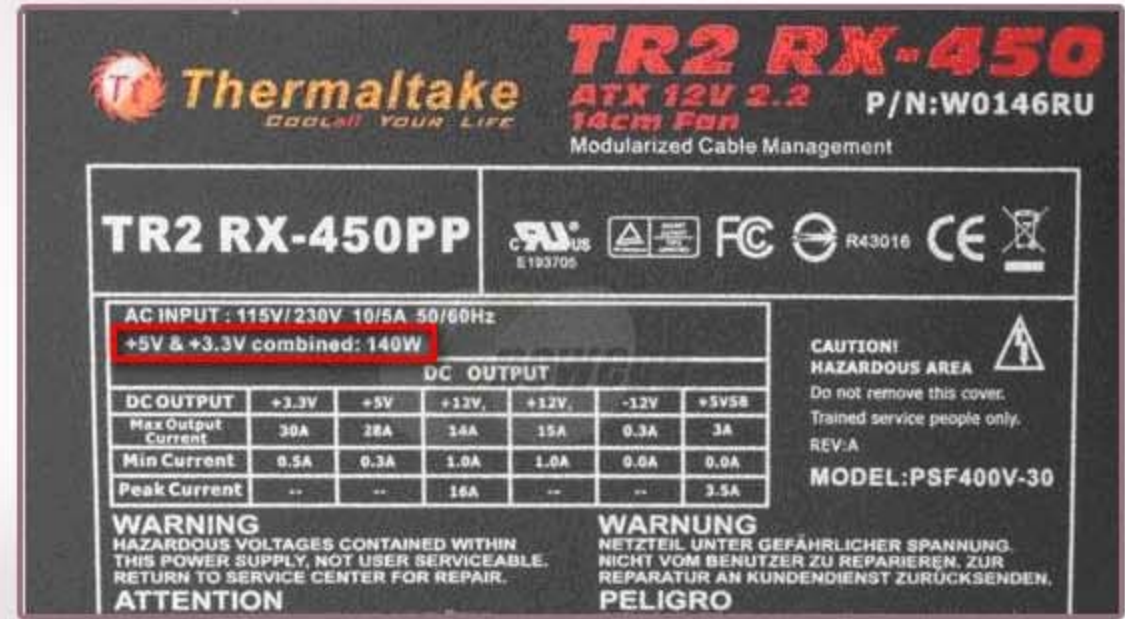 Thermaltake
COOLall YOUR LIFE
TR2 RX-450
ATX 12V 2.2
14cm Fan
P/N:W0146RU
Modularized Cable Management
TR2 RX-450PP
c RU us
E193705
FC
R43016
CE
AC INPUT : 115V/ 230V 10/5A 50/60Hz
+5V & +3.3V combined: 140W
DC OUTPUT
DC OUTPUT +3.3V +5V +12V, +12V, -12V +5VSB
Max Output Current 30A 28A 14A 15A 0.3A 3A
Min Current 0.5A 0.3A 1.0A 1.0A 0.0A 0.0A
Peak Current -- -- 16A -- -- 3.5A
CAUTION!
HAZARDOUS AREA
Do not remove this cover.
Trained service people only.
REV:A
MODEL:PSF400V-30
WARNING
HAZARDOUS VOLTAGES CONTAINED WITHIN
THIS POWER SUPPLY, NOT USER SERVICEABLE.
RETURN TO SERVICE CENTER FOR REPAIR.
ATTENTION
WARNUNG
NETZTEIL UNTER GEFÄHRLICHER SPANNUNG.
NICHT VOM BENUTZER ZU REPARIEREN. ZUR
REPARATUR AN KUNDENDIENST ZURÜCKSENDEN.
PELIGRO